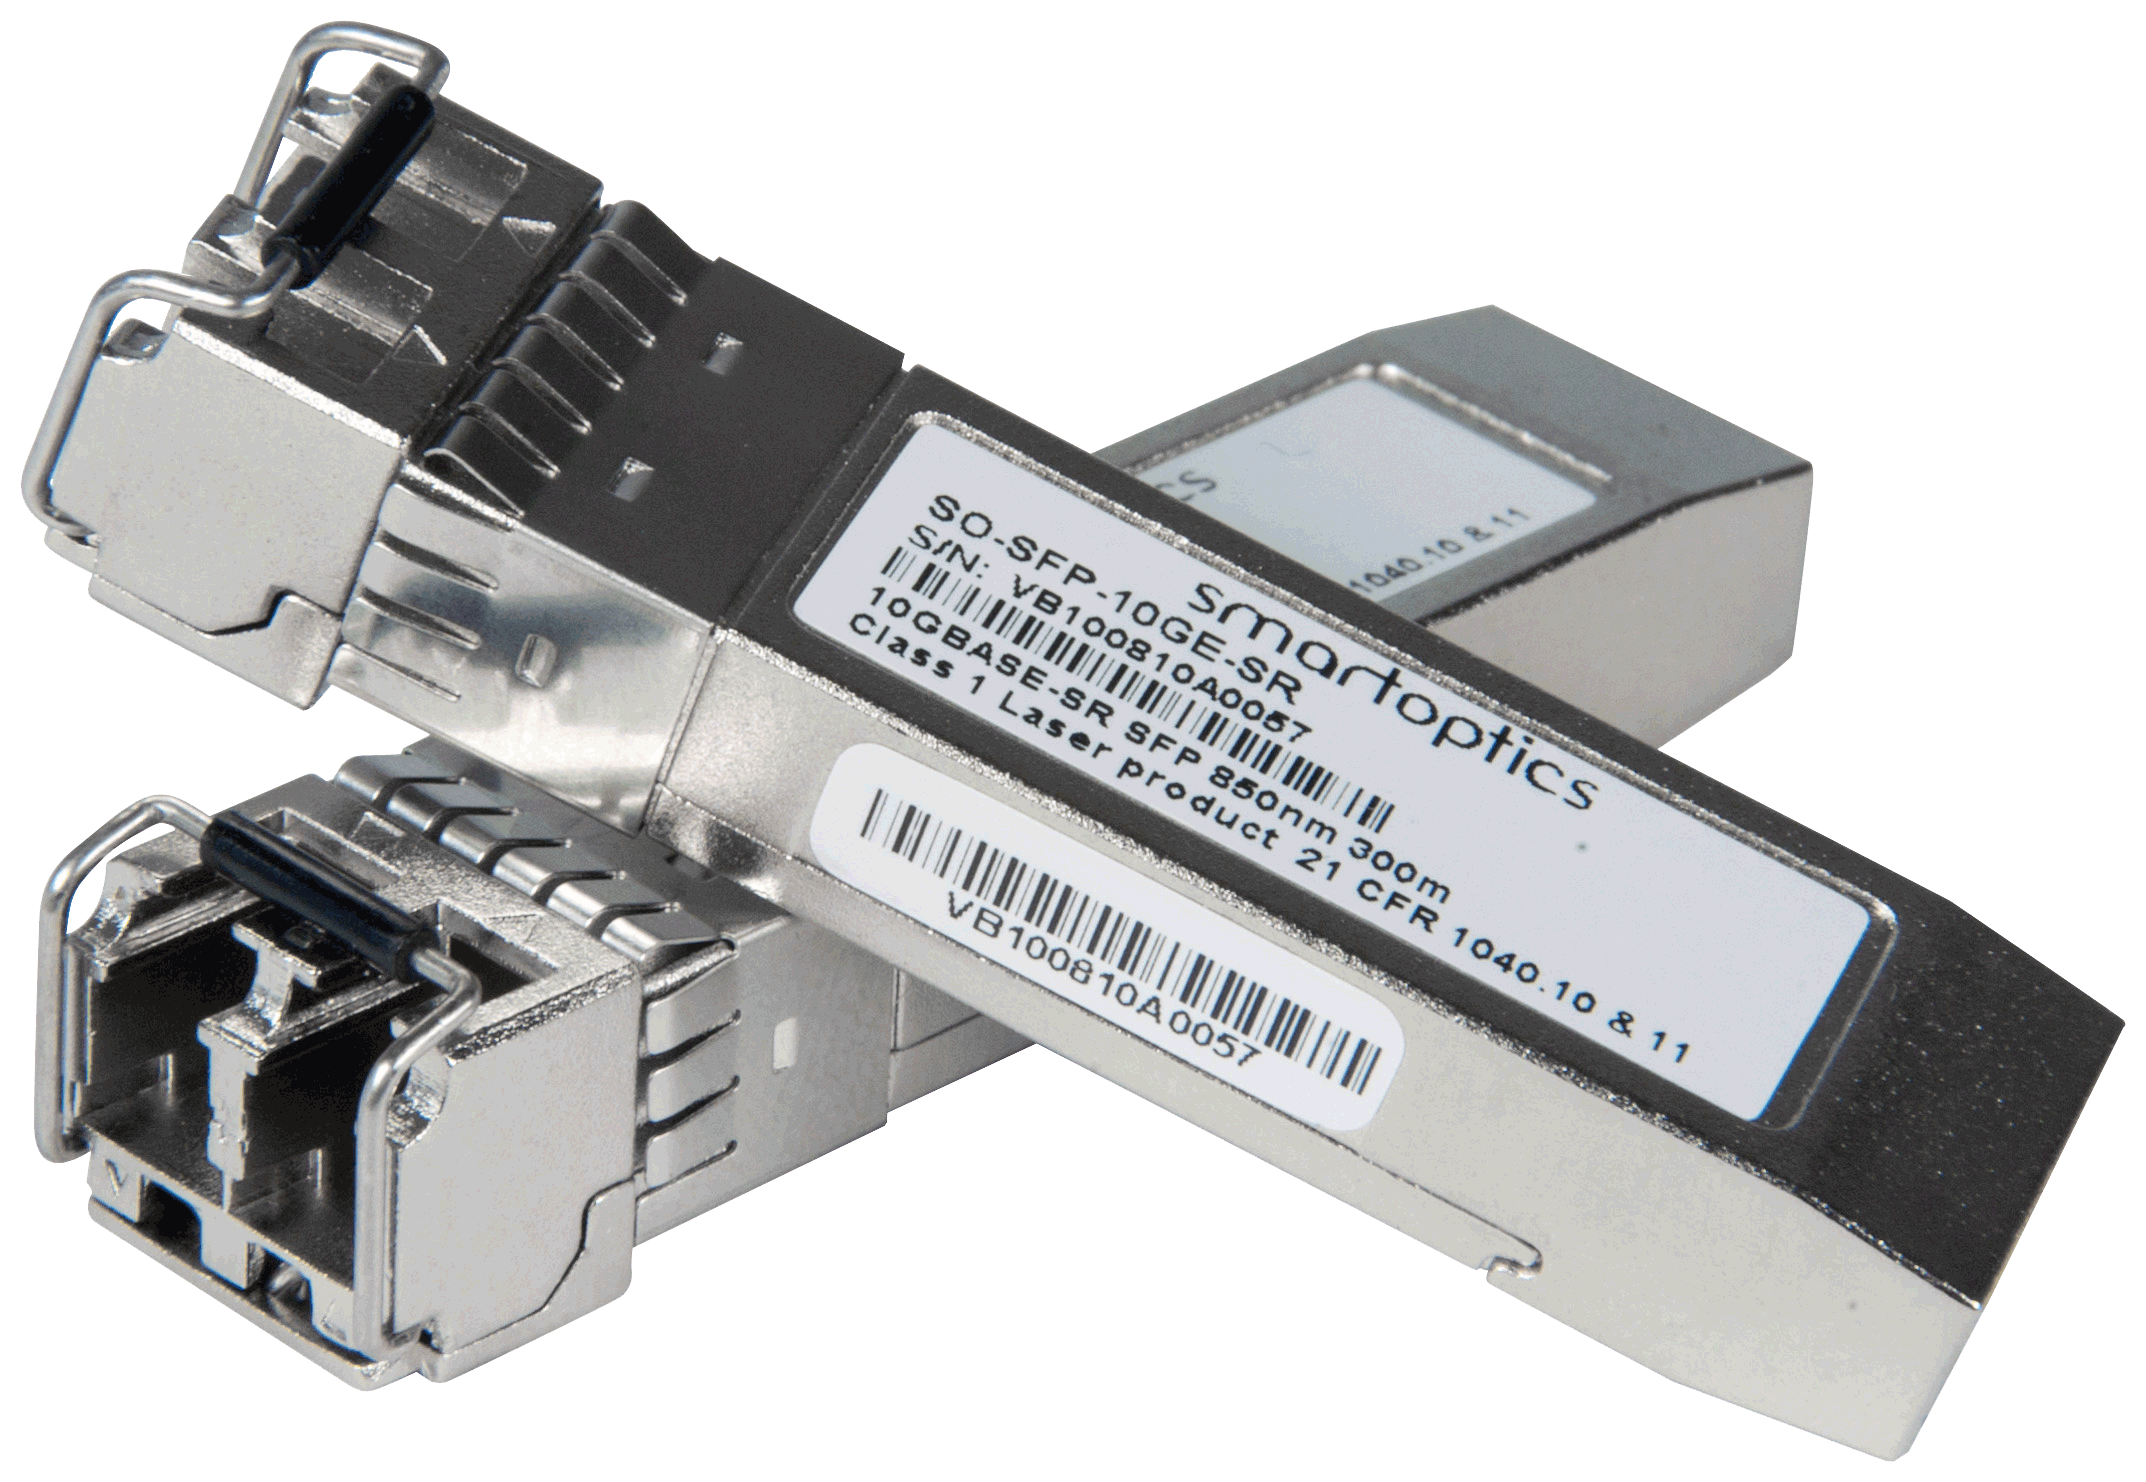 smartoptics
SO-SFP-10GE-SR
S/N: VB100810A0057
10GBASE-SR SFP 850nm 300m
Class 1 Laser product 21 CFR 1040.10 & 11
VB100810A0057
CS
1040.10 & 11